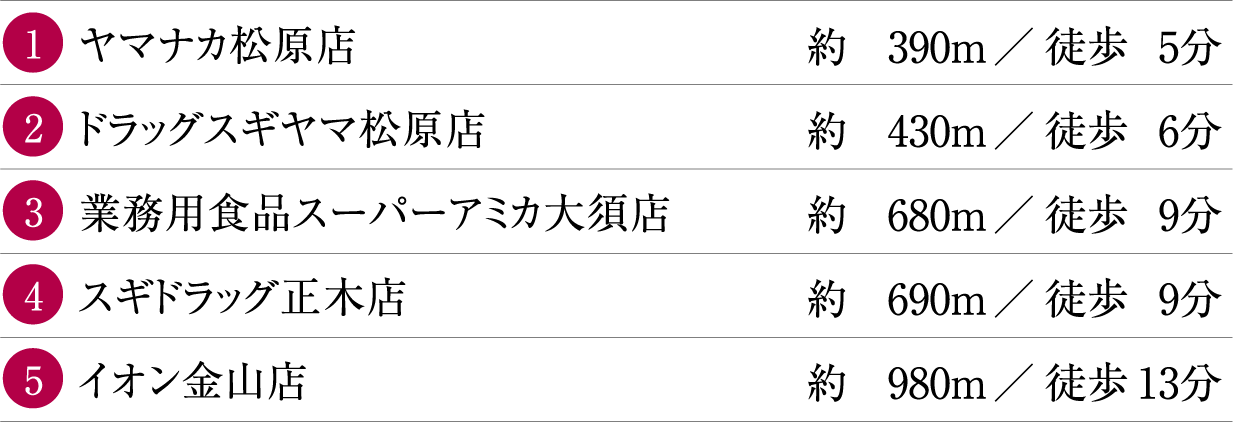 1 ヤマナカ松原店 約 390m／徒歩 5分
2 ドラッグスギヤマ松原店 約 430m／徒歩 6分
3 業務用食品スーパーアミカ大須店 約 680m／徒歩 9分
4 スギドラッグ正木店 約 690m／徒歩 9分
5 イオン金山店 約 980m／徒歩 13分